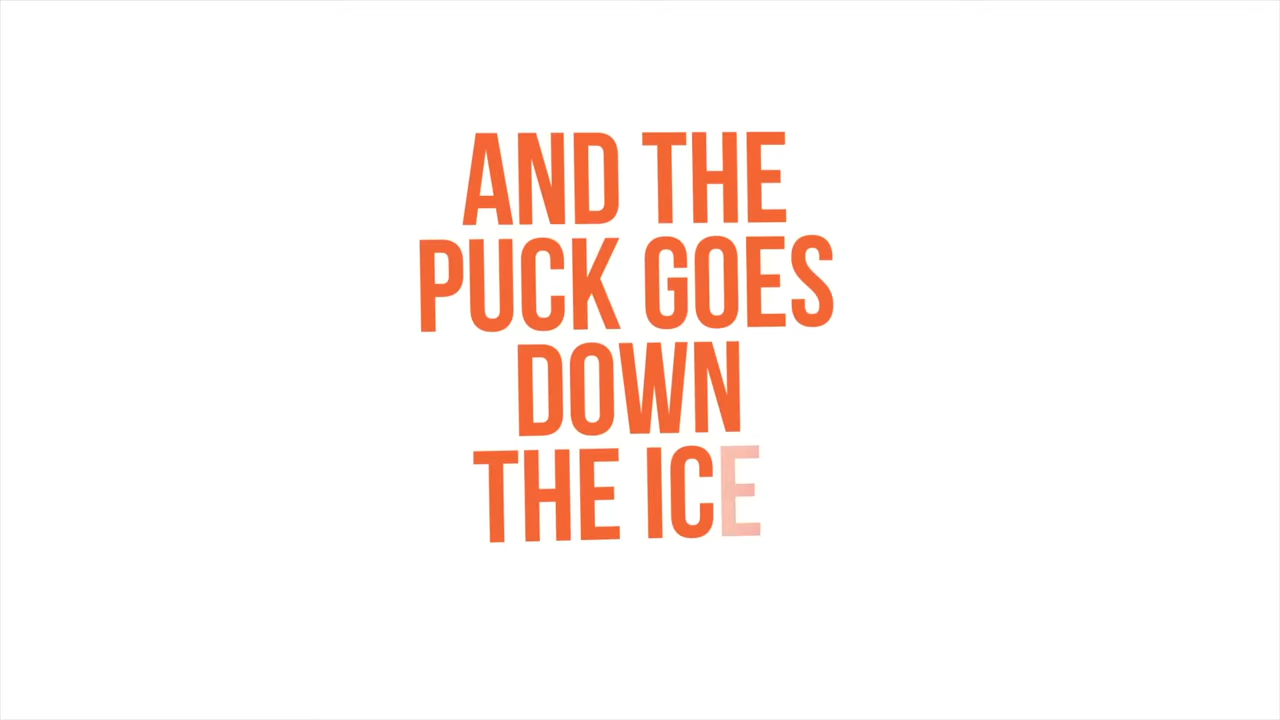 AND THE
PUCK GOES
DOWN
THE ICE